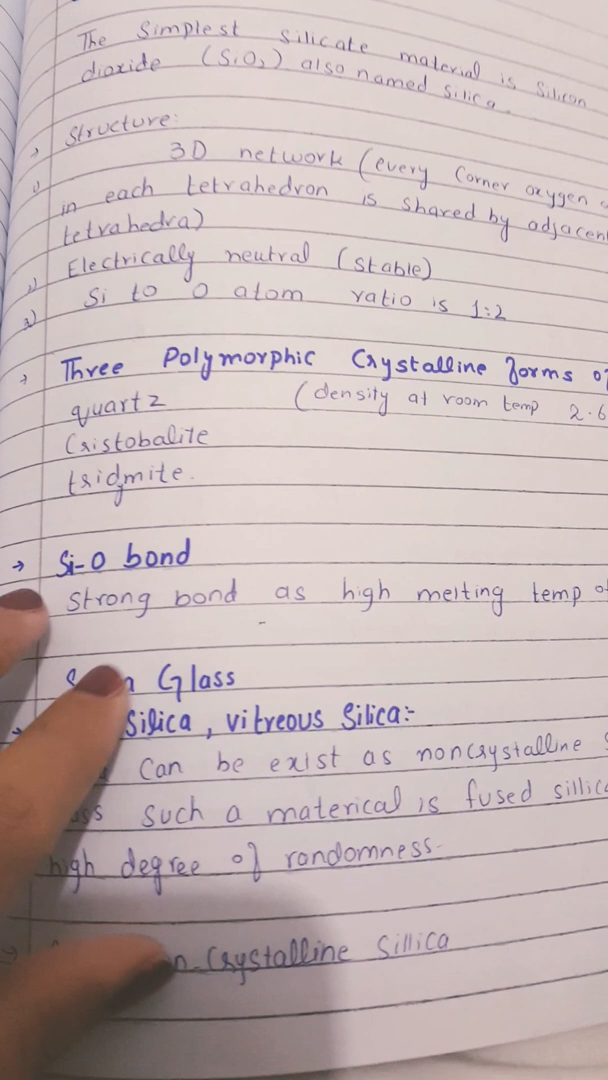 The Simplest silicate material is Silicon
dioxide (SiO₂) also named silica.
→ Structure:
1) 3D network (every Corner oxygen
in each tetrahedron is shared by adjacen
tetrahedra)
Electrically neutral (stable)
Si to O atom ratio is 1:2
→ Three Polymorphic Crystalline forms of
quartz (density at room temp 2.6
Cristobalite
tridmite.
→ Si-O bond
Strong bond as high melting temp of
Glass
Silica, vitreous Silica:-
Can be exist as noncrystalline
such a materical is fused sillica
high degree of randomness.
Crystalline Sillica